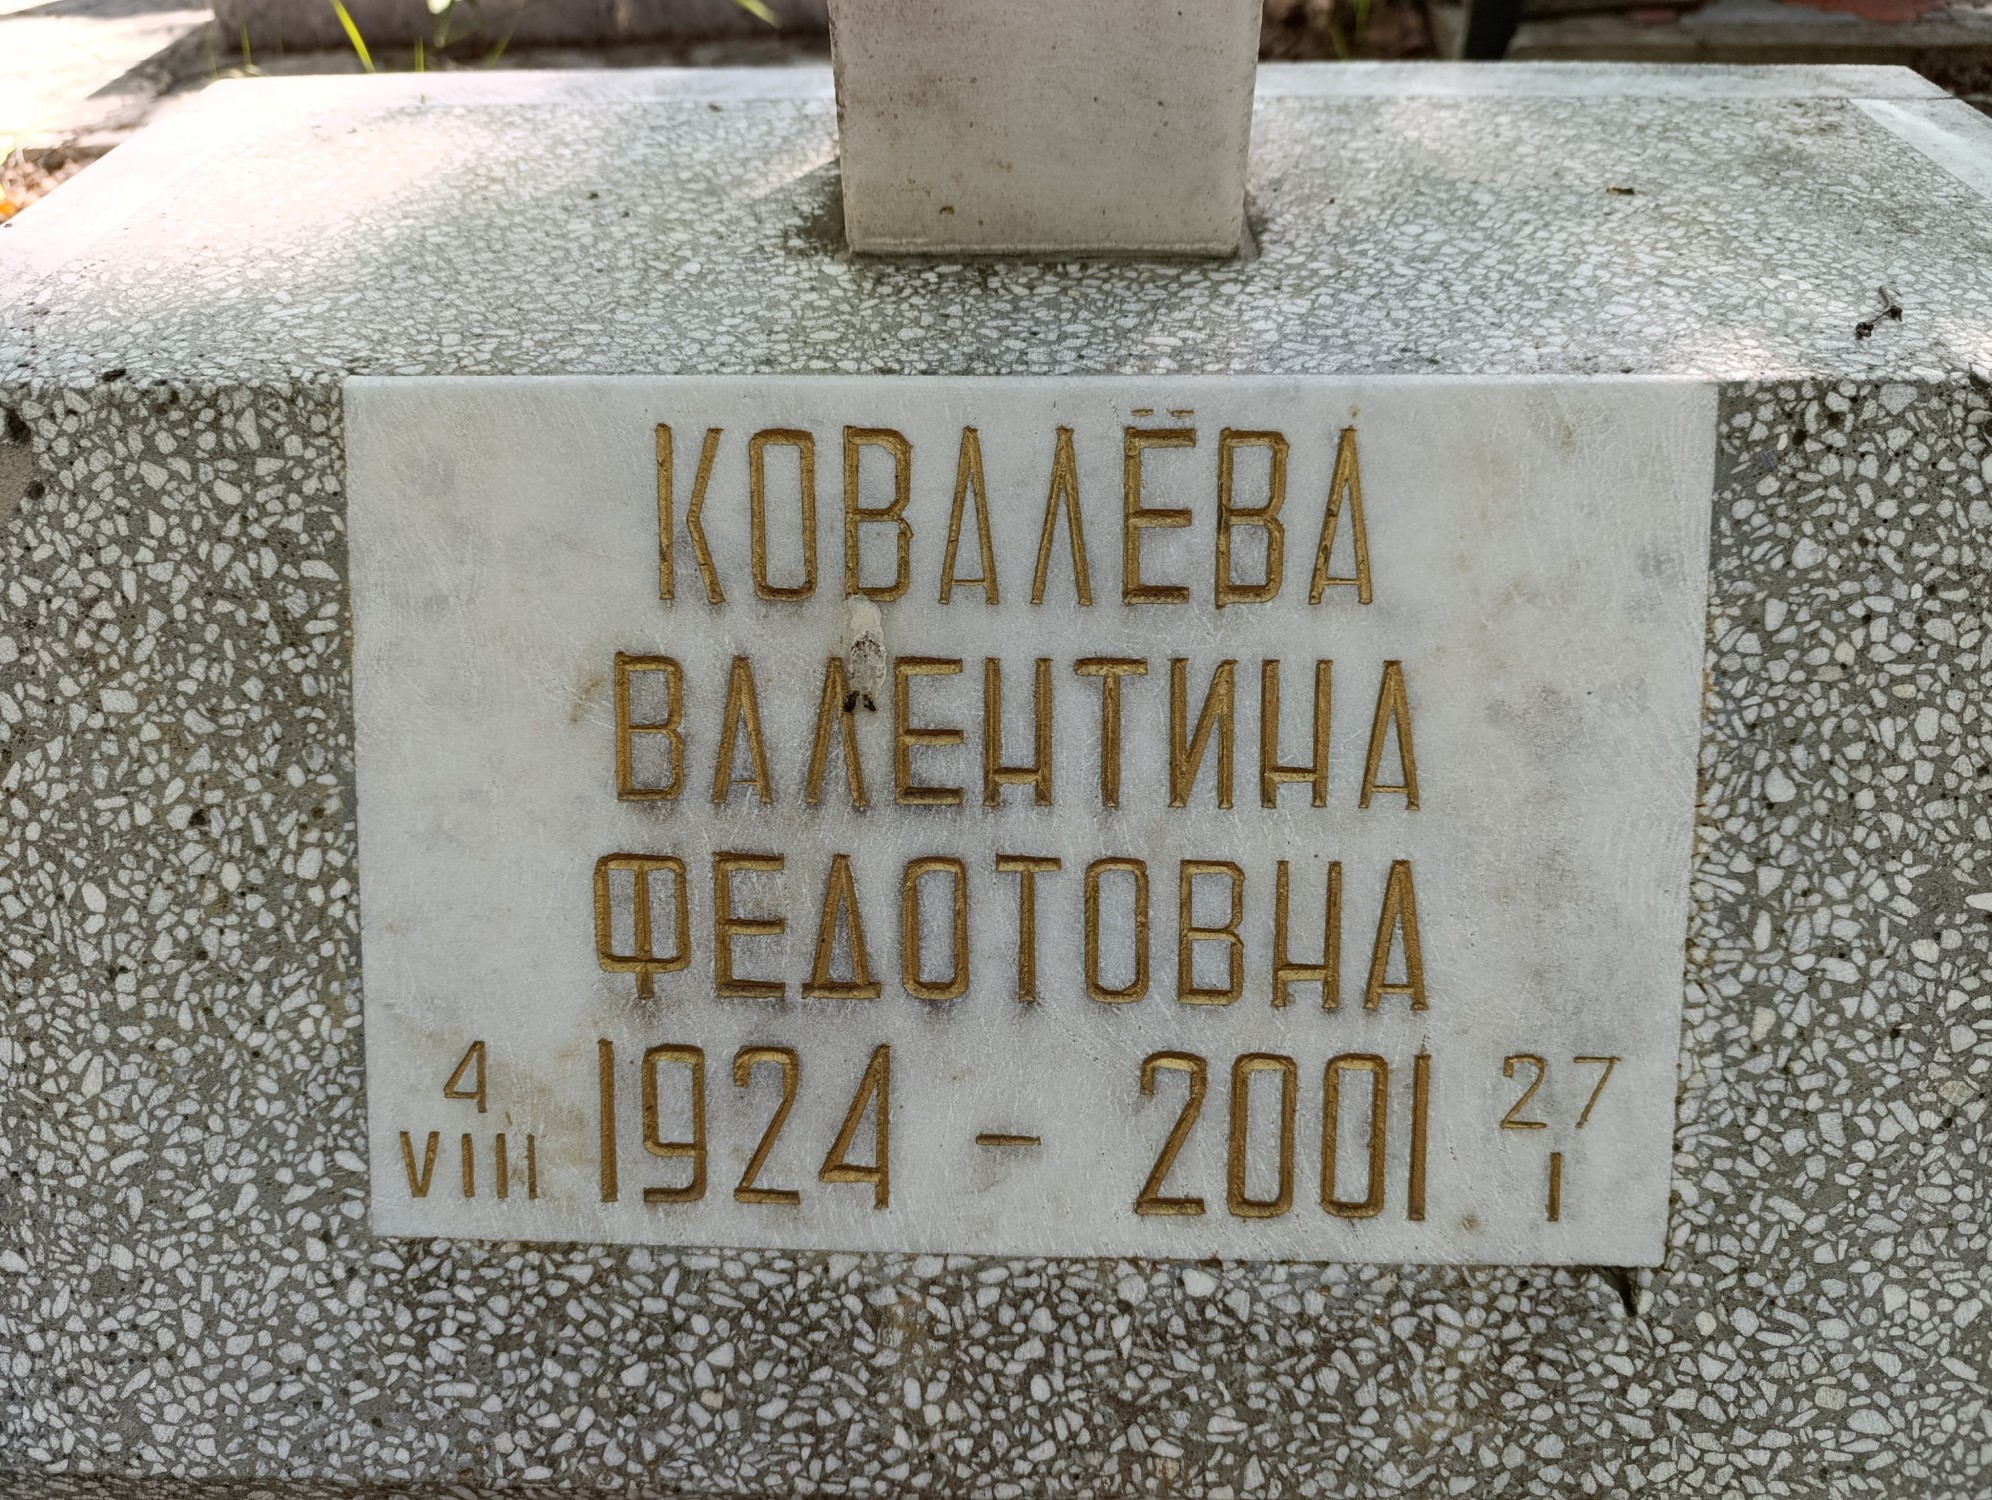 КОВАЛЁВА
ВАЛЕНТИНА
ФЕДОТОВНА
4 VIII 1924 - 2001 27 I